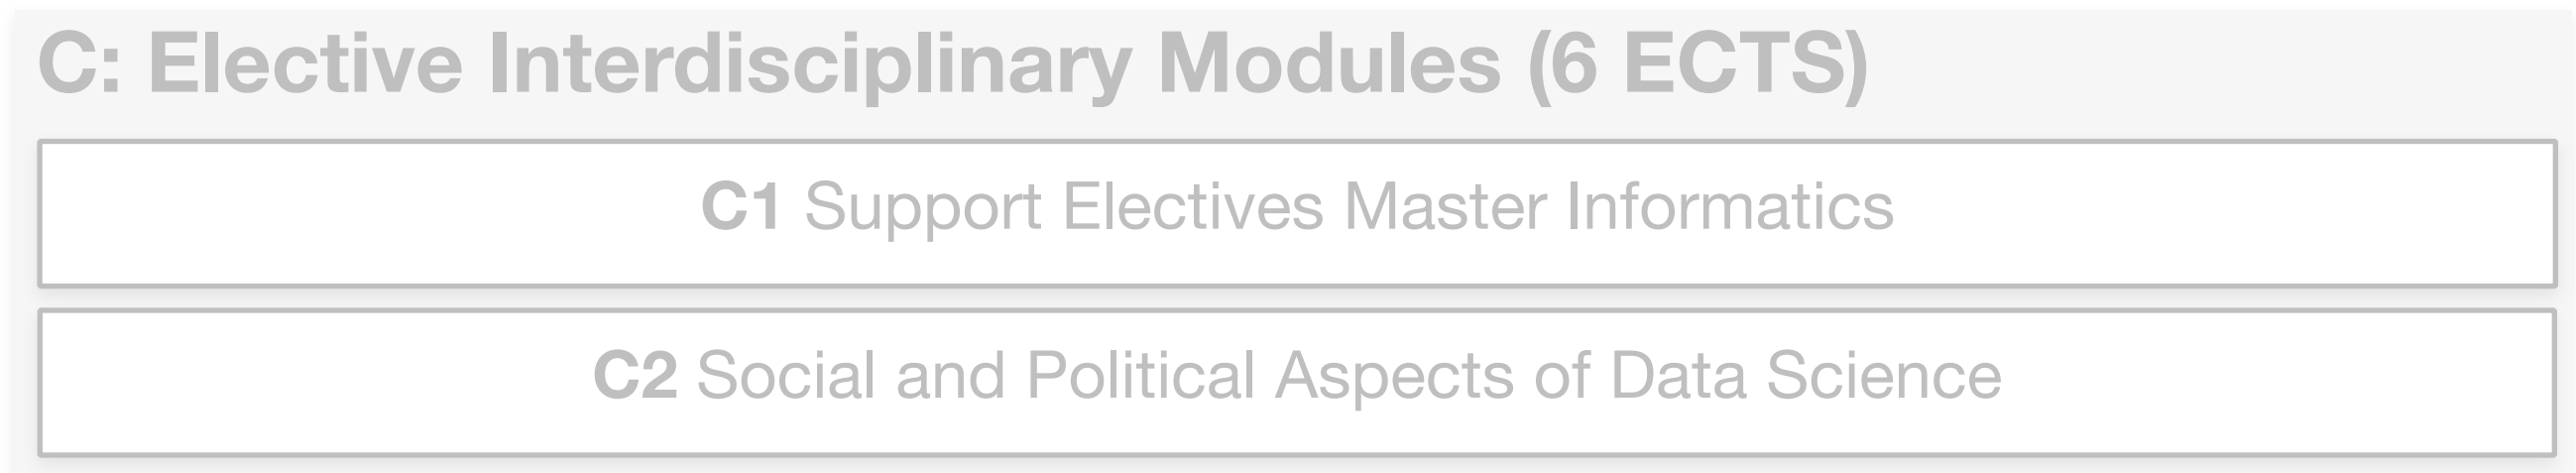 C: Elective Interdisciplinary Modules (6 ECTS)
C1 Support Electives Master Informatics
C2 Social and Political Aspects of Data Science